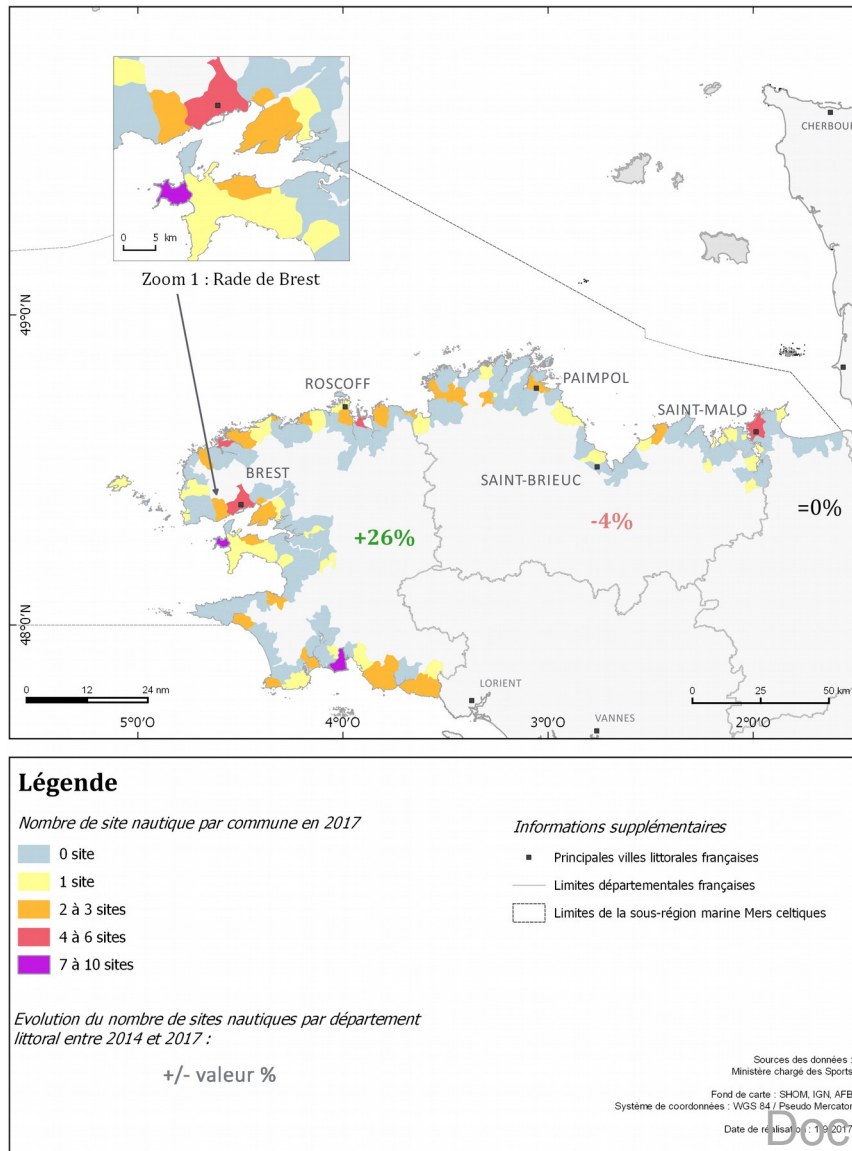 0 5 km
Zoom 1 : Rade de Brest
CHERBOUR
49°0'N
ROSCOFF
PAIMPOL
SAINT-MALO
BREST
SAINT-BRIEUC
+26%
-4%
=0%
48°0'N
0 12 24 nm
LORIENT
VANNES
0 25 50 km
5°0'O
4°0'O
3°0'O
2°0'O
Légende
Nombre de site nautique par commune en 2017
0 site
1 site
2 à 3 sites
4 à 6 sites
7 à 10 sites
Informations supplémentaires
Principales villes littorales françaises
Limites départementales françaises
Limites de la sous-région marine Mers celtiques
Evolution du nombre de sites nautiques par département
littoral entre 2014 et 2017 :
+/- valeur %
Sources des données :
Ministère chargé des Sports
Fond de carte : SHOM, IGN, AFB
Système de coordonnées : WGS 84 / Pseudo Mercator
Date de réalisation :
Doc